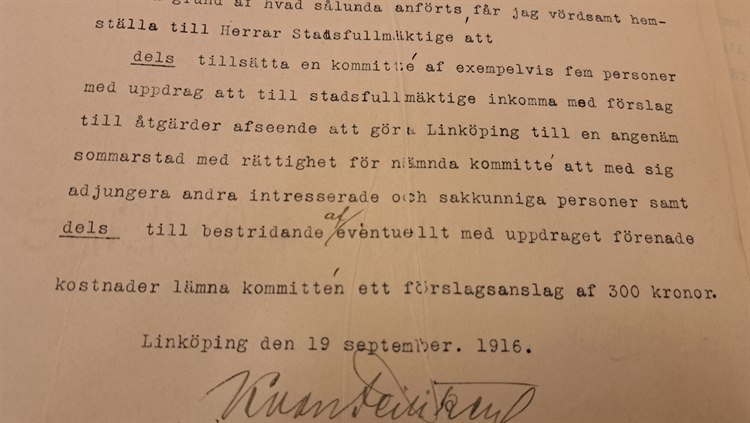 grund af hvad sålunda anförts får jag vördsamt hem-
ställa till Herrar Stadsfullmäktige att
dels tillsätta en kommitté af exempelvis fem personer
med uppdrag att till stadsfullmäktige inkomma med förslag
till åtgärder afseende att göra Linköping till en angenäm
sommarstad med rättighet för nämnda kommitté att med sig
adjungera andra intresserade och sakkunniga personer samt
dels till bestridande af eventuellt med uppdraget förenade
kostnader lämna kommittén ett förslagsanslag af 300 kronor.
Linköping den 19 september. 1916.